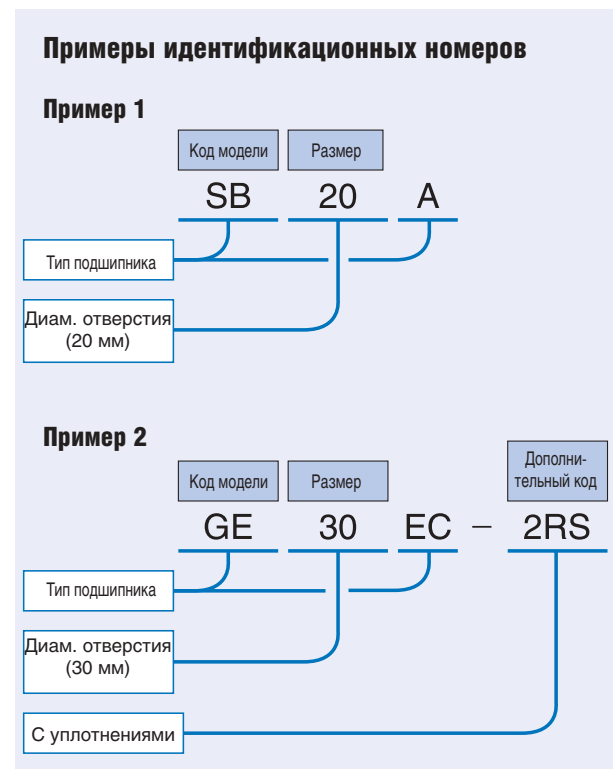 Примеры идентификационных номеров
Пример 1
Код модели Размер
SB 20 A
Тип подшипника
Диам. отверстия
(20 мм)
Пример 2
Код модели Размер Дополни-
тельный код
GE 30 EC – 2RS
Тип подшипника
Диам. отверстия
(30 мм)
С уплотнениями